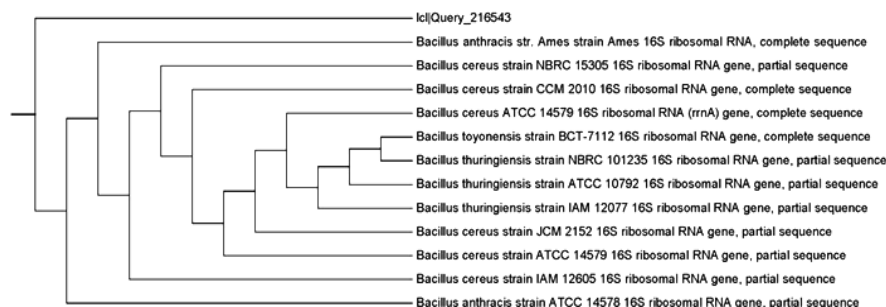 lcl|Query_216543
Bacillus anthracis str. Ames strain Ames 16S ribosomal RNA, complete sequence
Bacillus cereus strain NBRC 15305 16S ribosomal RNA gene, partial sequence
Bacillus cereus strain CCM 2010 16S ribosomal RNA gene, complete sequence
Bacillus cereus ATCC 14579 16S ribosomal RNA (rrnA) gene, complete sequence
Bacillus toyonensis strain BCT-7112 16S ribosomal RNA gene, complete sequence
Bacillus thuringiensis strain NBRC 101235 16S ribosomal RNA gene, partial sequence
Bacillus thuringiensis strain ATCC 10792 16S ribosomal RNA gene, partial sequence
Bacillus thuringiensis strain IAM 12077 16S ribosomal RNA gene, partial sequence
Bacillus cereus strain JCM 2152 16S ribosomal RNA gene, partial sequence
Bacillus cereus strain ATCC 14579 16S ribosomal RNA gene, partial sequence
Bacillus cereus strain IAM 12605 16S ribosomal RNA gene, partial sequence
Bacillus anthracis strain ATCC 14578 16S ribosomal RNA gene, partial sequence